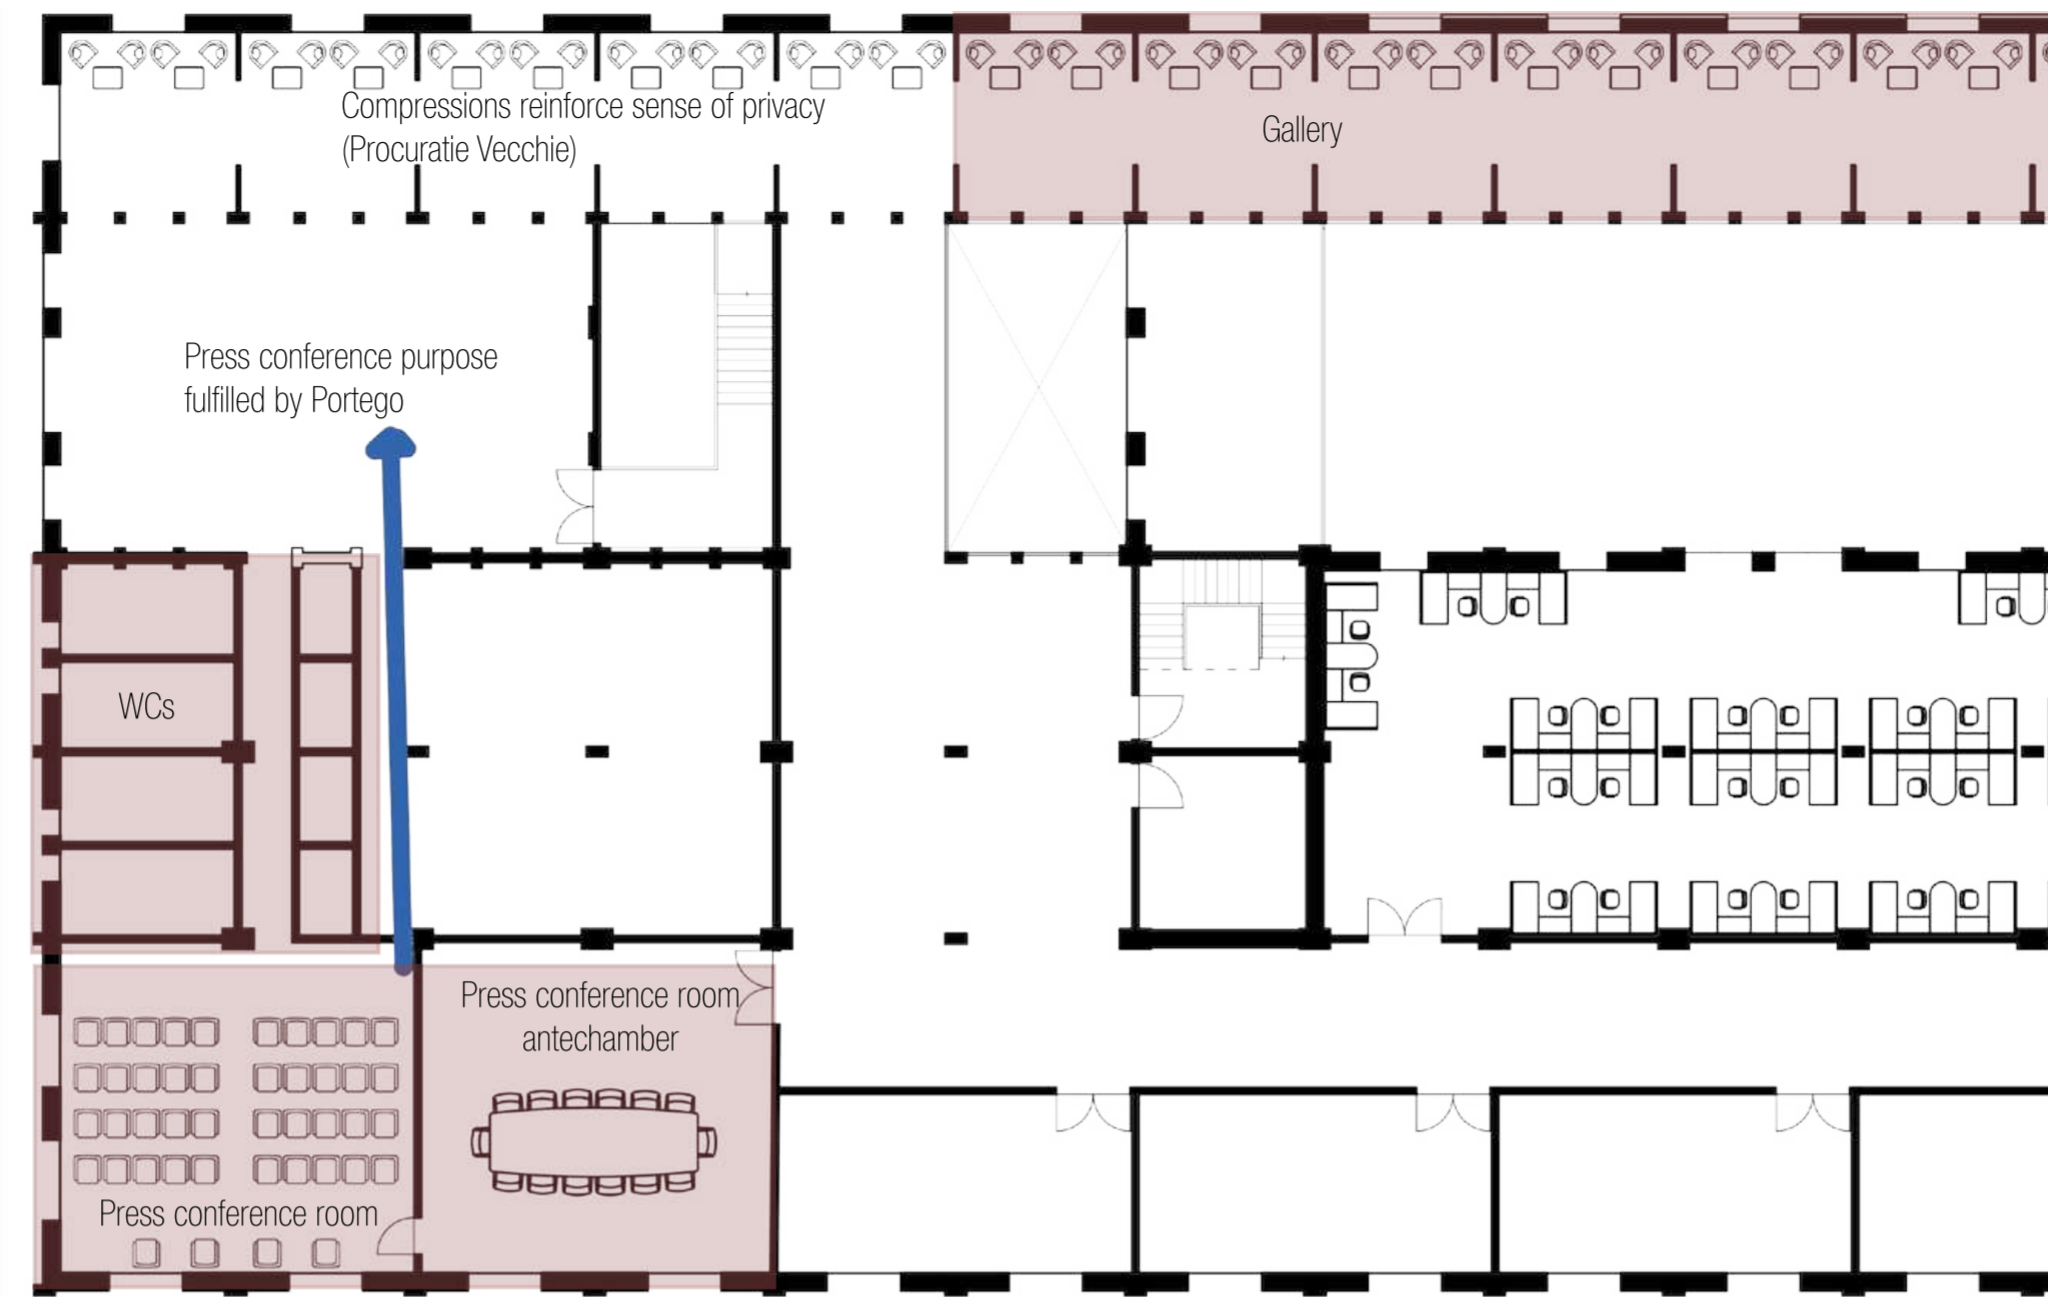 Compressions reinforce sense of privacy
(Procuratie Vecchie)
Gallery
Press conference purpose
fulfilled by Portego
WCs
Press conference room
antechamber
Press conference room